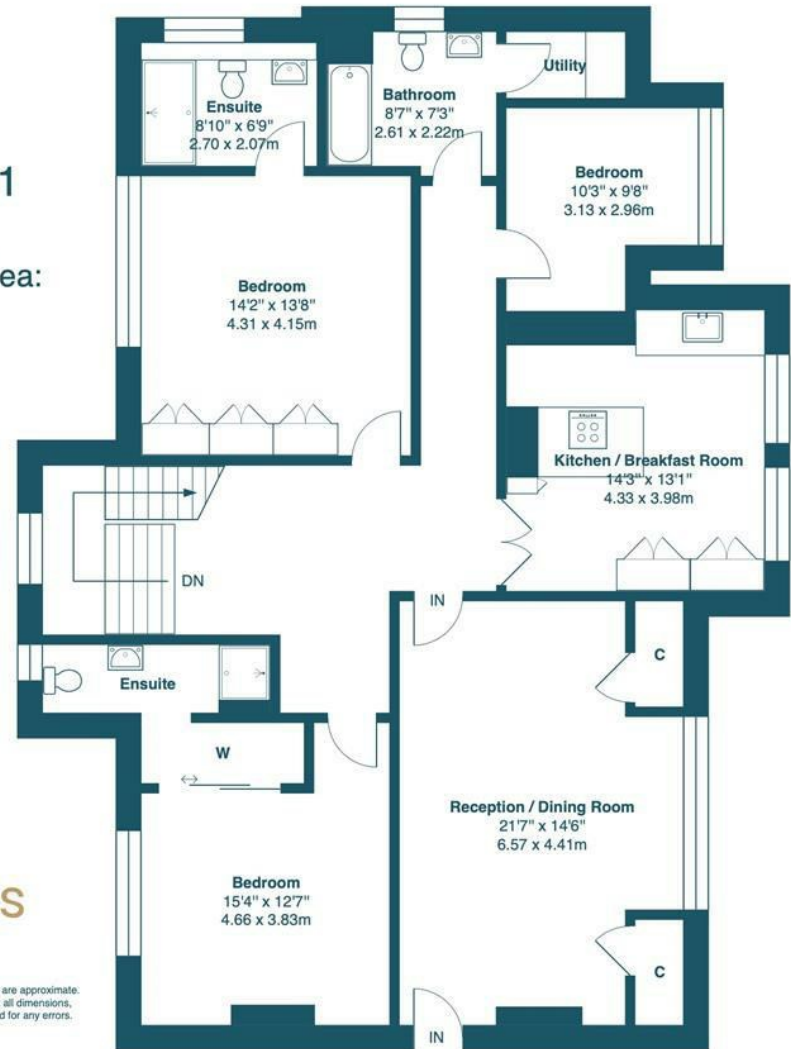 1
ea:
s
are approximate.
all dimensions,
d for any errors.
Ensuite
8'10" x 6'9"
2.70 x 2.07m
Bathroom
8'7" x 7'3"
2.61 x 2.22m
Utility
Bedroom
10'3" x 9'8"
3.13 x 2.96m
Bedroom
14'2" x 13'8"
4.31 x 4.15m
Kitchen / Breakfast Room
14'3" x 13'1"
4.33 x 3.98m
DN
IN
Ensuite
C
W
Reception / Dining Room
21'7" x 14'6"
6.57 x 4.41m
Bedroom
15'4" x 12'7"
4.66 x 3.83m
C
IN